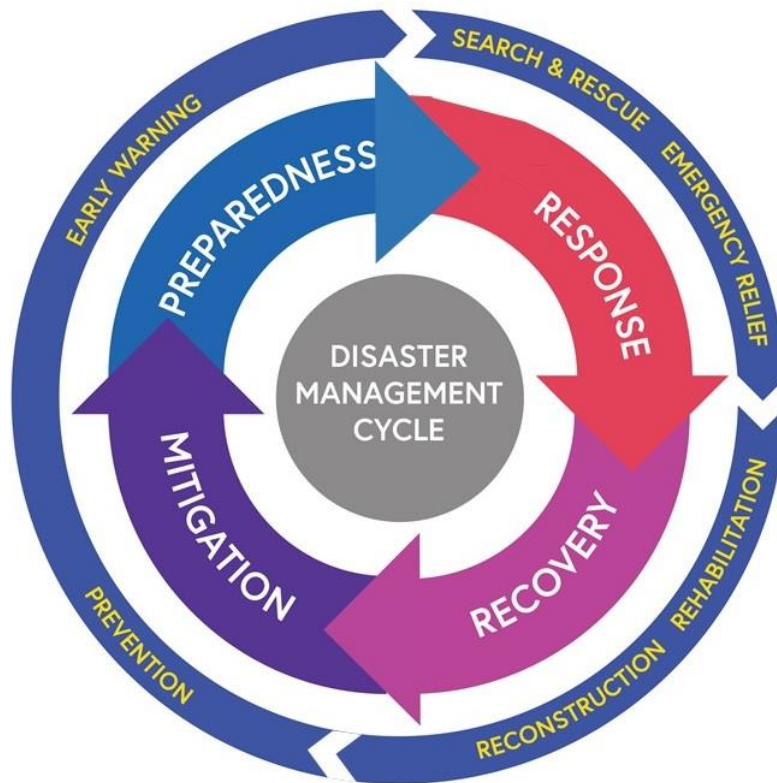 DISASTER
MANAGEMENT
CYCLE
PREPAREDNESS
RESPONSE
RECOVERY
MITIGATION
EARLY WARNING
SEARCH & RESCUE
EMERGENCY RELIEF
REHABILITATION
RECONSTRUCTION
PREVENTION